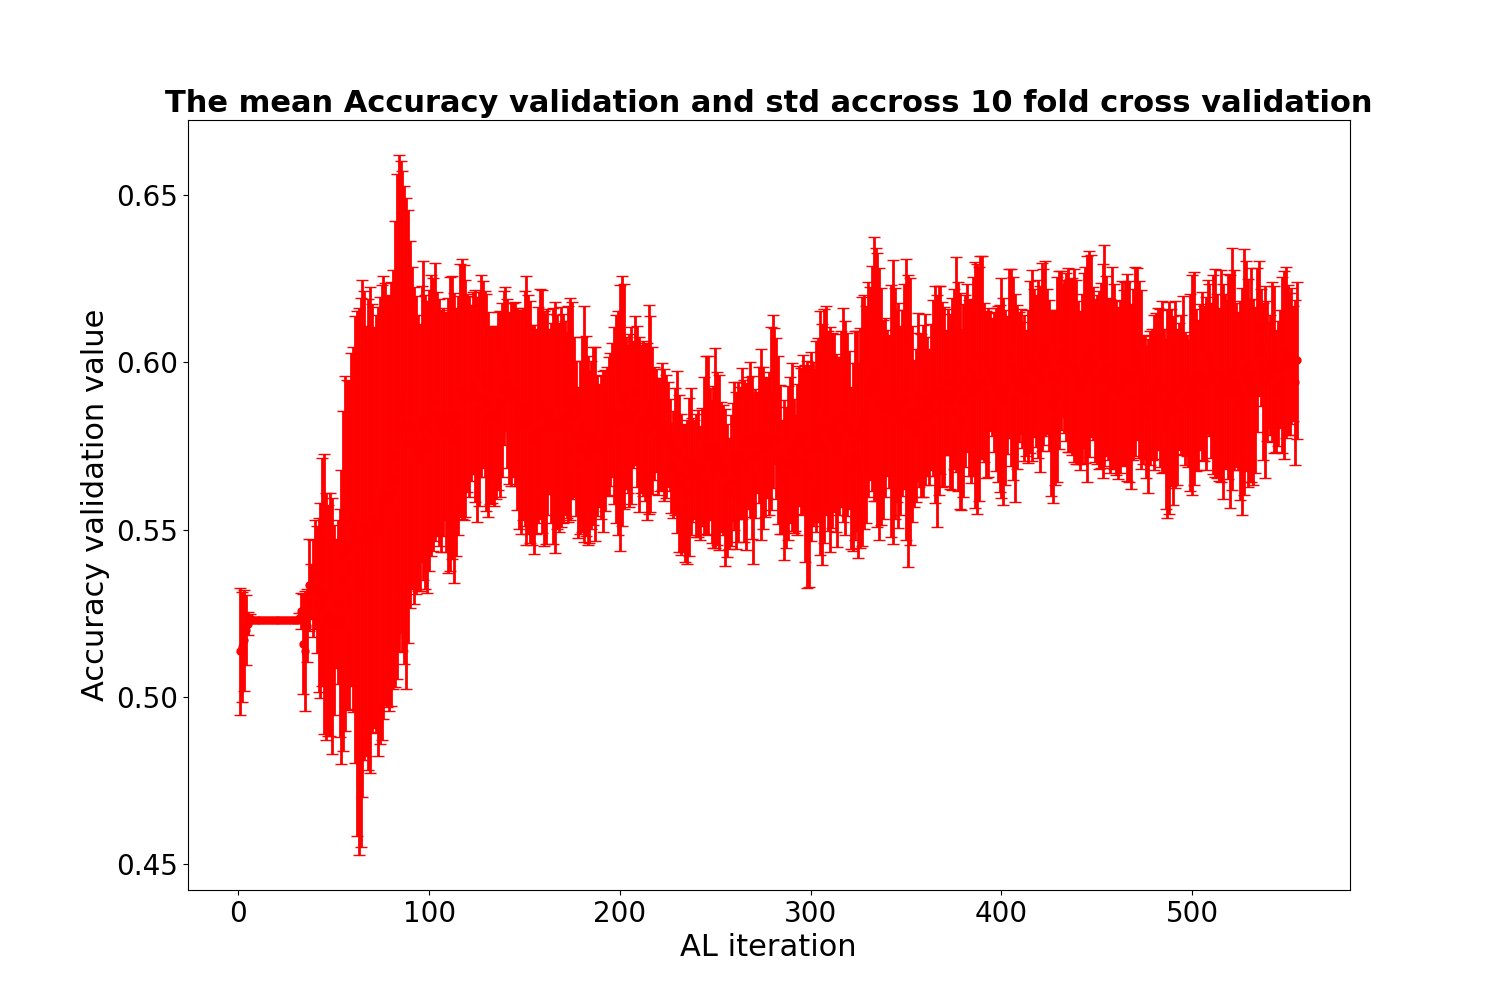 The mean Accuracy validation and std accross 10 fold cross validation
Accuracy validation value
0.65
0.60
0.55
0.50
0.45
0 100 200 300 400 500
AL iteration